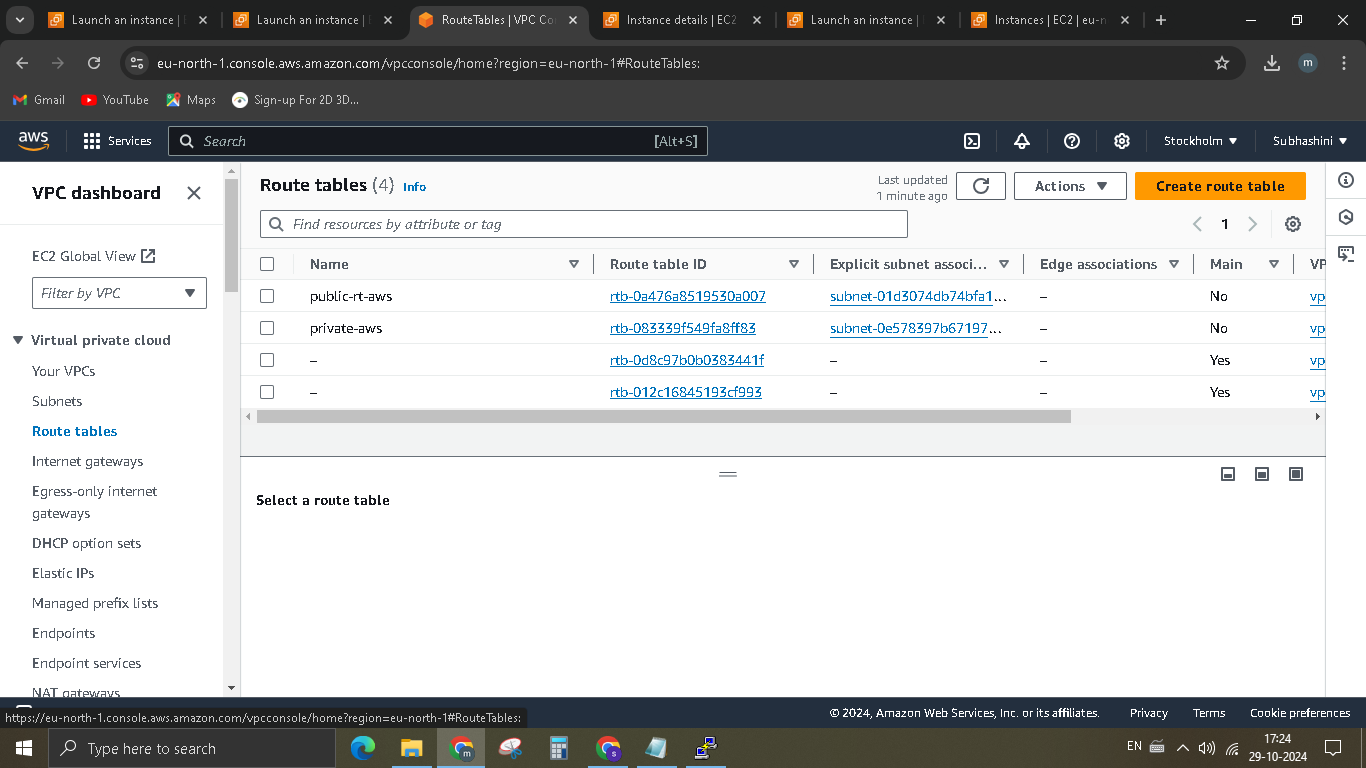 Launch an instance | E
Launch an instance | E
RouteTables | VPC Co
Instance details | EC2
Launch an instance |
Instances | EC2 | eu-n
eu-north-1.console.aws.amazon.com/vpcconsole/home?region=eu-north-1#RouteTables:
m
Gmail
YouTube
Maps
Sign-up For 2D 3D...
aws
Services
Search
[Alt+S]
Stockholm
Subhashini
VPC dashboard
EC2 Global View
Filter by VPC
Virtual private cloud
Your VPCs
Subnets
Route tables
Internet gateways
Egress-only internet
gateways
DHCP option sets
Elastic IPs
Managed prefix lists
Endpoints
Endpoint services
NAT gateways
Route tables (4) Info
Last updated
1 minute ago
Actions
Create route table
Find resources by attribute or tag
1
Name Route table ID Explicit subnet associ... Edge associations Main VP
public-rt-aws rtb-0a476a8519530a007 subnet-01d3074db74bfa1... – No vp
private-aws rtb-083339f549fa8ff83 subnet-0e578397b67197... – No vp
– rtb-0d8c97b0b0383441f – – Yes vp
– rtb-012c16845193cf993 – – Yes vp
Select a route table
https://eu-north-1.console.aws.amazon.com/vpcconsole/home?region=eu-north-1#RouteTables:
© 2024, Amazon Web Services, Inc. or its affiliates.
Privacy
Terms
Cookie preferences
Type here to search
m
s
EN
17:24
29-10-2024